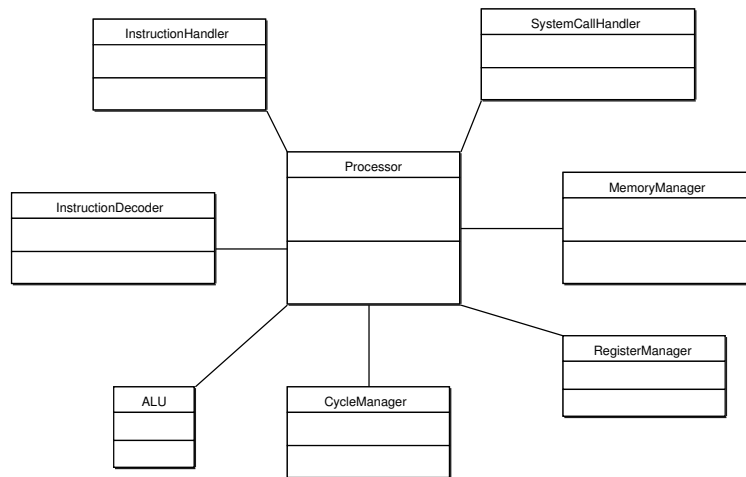 InstructionHandler
SystemCallHandler
Processor
MemoryManager
InstructionDecoder
RegisterManager
ALU
CycleManager